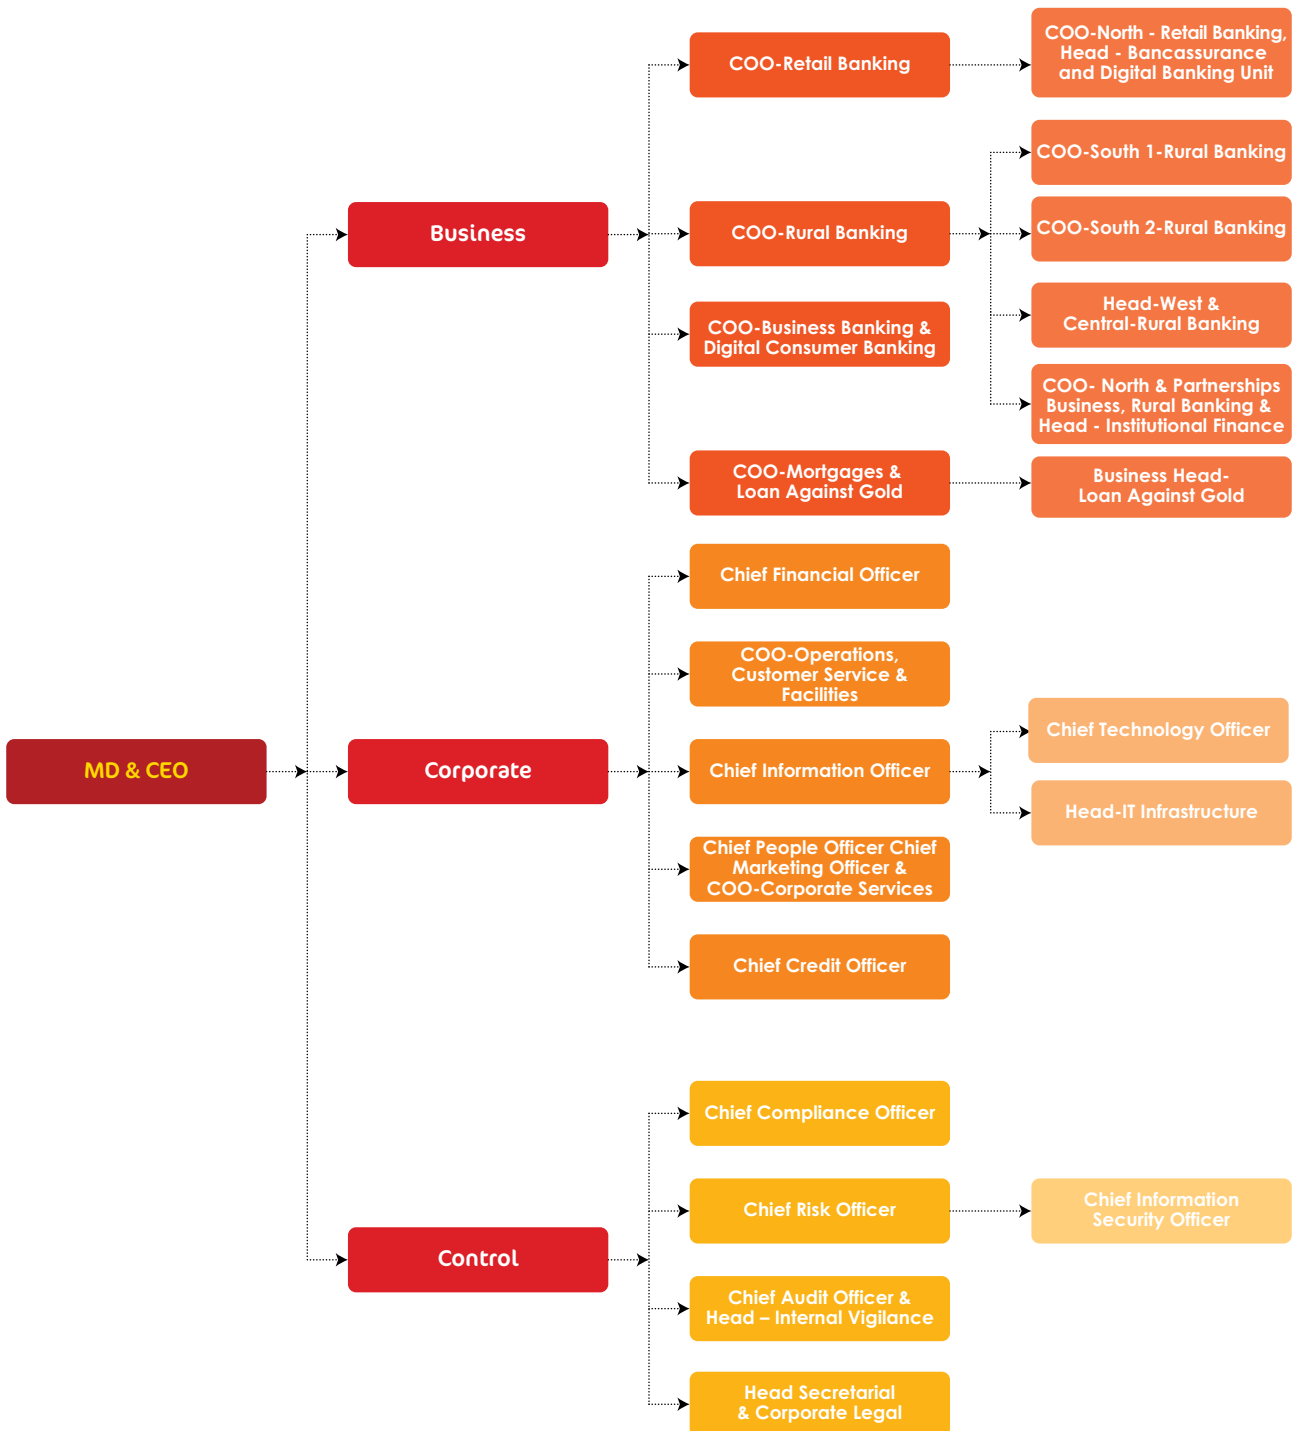 MD & CEO
Business
COO-Retail Banking
COO-North - Retail Banking,
Head - Bancassurance
and Digital Banking Unit
COO-Rural Banking
COO-South 1-Rural Banking
COO-South 2-Rural Banking
Head-West &
Central-Rural Banking
COO- North & Partnerships
Business, Rural Banking &
Head - Institutional Finance
COO-Business Banking &
Digital Consumer Banking
COO-Mortgages &
Loan Against Gold
Business Head-
Loan Against Gold
Corporate
Chief Financial Officer
COO-Operations,
Customer Service &
Facilities
Chief Information Officer
Chief Technology Officer
Head-IT Infrastructure
Chief People Officer Chief
Marketing Officer &
COO-Corporate Services
Chief Credit Officer
Control
Chief Compliance Officer
Chief Risk Officer
Chief Information
Security Officer
Chief Audit Officer &
Head – Internal Vigilance
Head Secretarial
& Corporate Legal